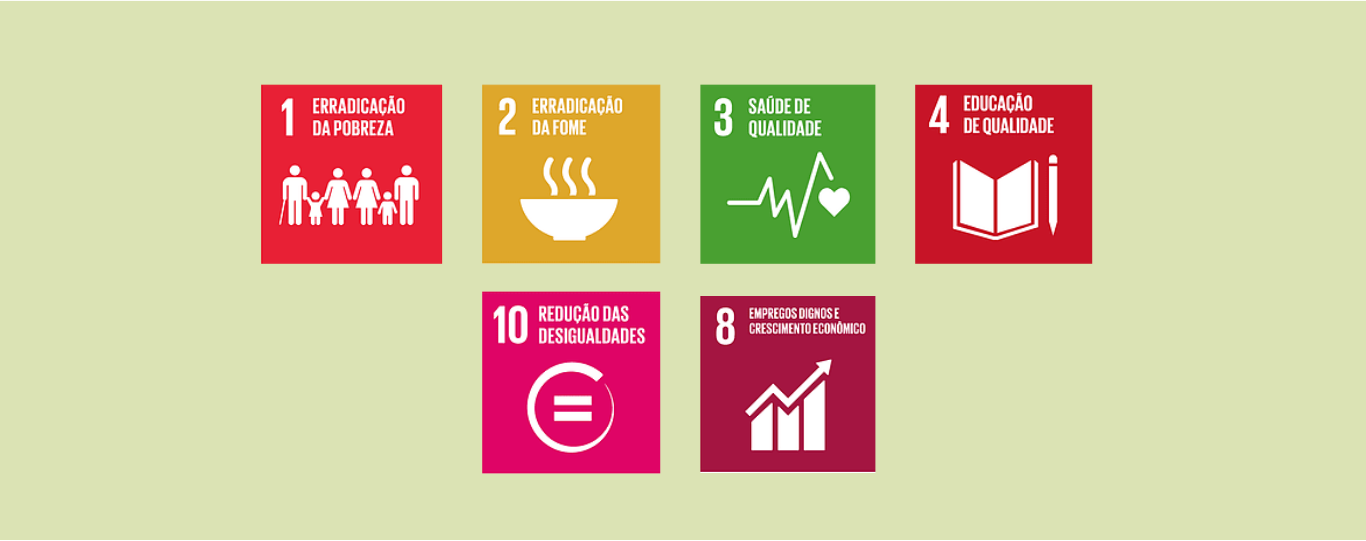 1 ERRADICAÇÃO
DA POBREZA
2 ERRADICAÇÃO
DA FOME
3 SAÚDE DE
QUALIDADE
4 EDUCAÇÃO
DE QUALIDADE
10 REDUÇÃO DAS
DESIGUALDADES
8 EMPREGOS DIGNOS E
CRESCIMENTO ECONÔMICO